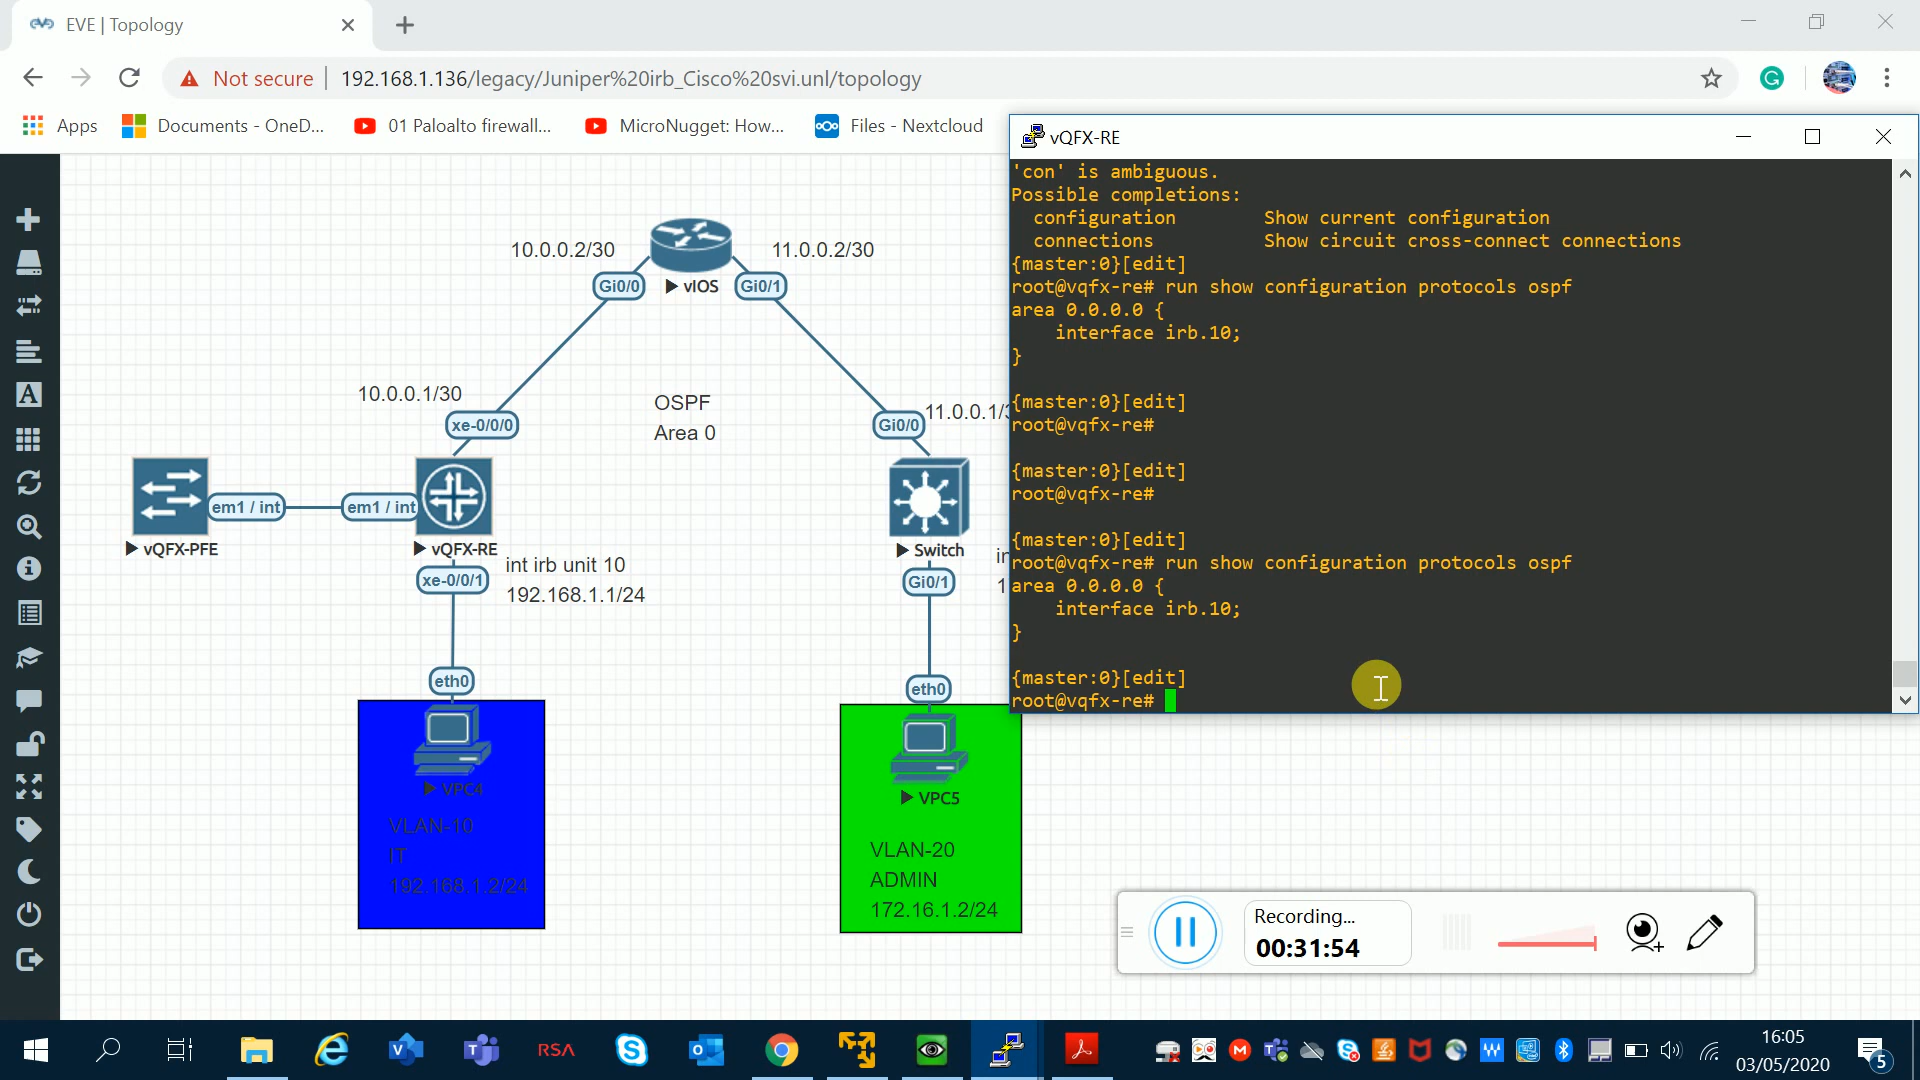 EVE | Topology
Not secure
192.168.1.136/legacy/Juniper%20irb_Cisco%20svi.unl/topology
Apps
Documents - OneD...
01 Paloalto firewall...
MicroNugget: How...
Files - Nextcloud
10.0.0.2/30
11.0.0.2/30
Gi0/0
vIOS
Gi0/1
10.0.0.1/30
xe-0/0/0
OSPF
Area 0
Gi0/0
11.0.0.1/3
em1 / int
em1 / int
vQFX-PFE
vQFX-RE
int irb unit 10
192.168.1.1/24
xe-0/0/1
Switch
in
Gi0/1
1
eth0
eth0
VPC4
VPC5
VLAN-10
IT
192.168.1.2/24
VLAN-20
ADMIN
172.16.1.2/24
vQFX-RE
'con' is ambiguous.
Possible completions:
configuration Show current configuration
connections Show circuit cross-connect connections
{master:0}[edit]
root@vqfx-re# run show configuration protocols ospf
area 0.0.0.0 {
interface irb.10;
}
{master:0}[edit]
root@vqfx-re#
{master:0}[edit]
root@vqfx-re#
{master:0}[edit]
root@vqfx-re# run show configuration protocols ospf
area 0.0.0.0 {
interface irb.10;
}
{master:0}[edit]
root@vqfx-re#
Recording...
00:31:54
RSA
16:05
03/05/2020
5